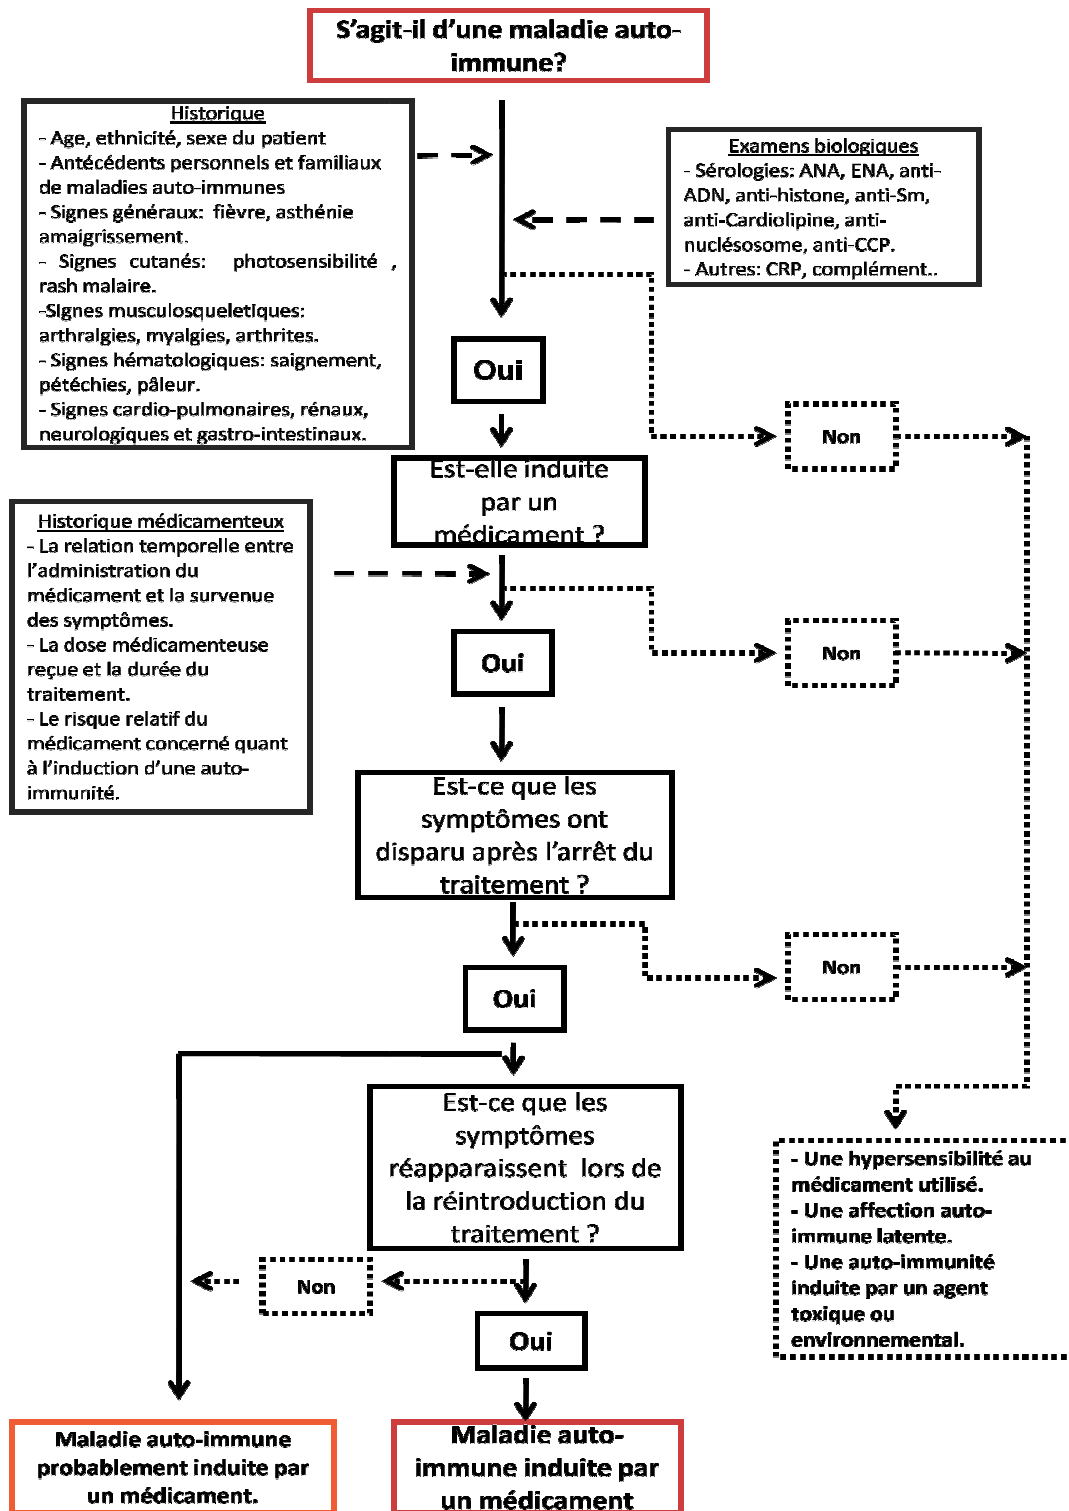 S'agit-il d'une maladie auto-
immune?
Historique
- Age, ethnicité, sexe du patient
- Antécédents personnels et familiaux
de maladies auto-immunes
- Signes généraux: fièvre, asthénie
amaigrissement.
- Signes cutanés: photosensibilité ,
rash malaire.
-Signes musculosqueletiques:
arthralgies, myalgies, arthrites.
- Signes hématologiques: saignement,
pétéchies, pâleur.
- Signes cardio-pulmonaires, rénaux,
neurologiques et gastro-intestinaux.
Examens biologiques
- Sérologies: ANA, ENA, anti-
ADN, anti-histone, anti-Sm,
anti-Cardiolipine, anti-
nuclésosome, anti-CCP.
- Autres: CRP, complément..
Oui
Non
Est-elle induite
par un
médicament ?
Historique médicamenteux
- La relation temporelle entre
l'administration du
médicament et la survenue
des symptômes.
- La dose médicamenteuse
reçue et la durée du
traitement.
- Le risque relatif du
médicament concerné quant
à l'induction d'une auto-
immunité.
Oui
Non
Est-ce que les
symptômes ont
disparu après l'arrêt du
traitement ?
Oui
Non
Est-ce que les
symptômes
réapparaissent lors de
la réintroduction du
traitement ?
- Une hypersensibilité au
médicament utilisé.
- Une affection auto-
immune latente.
- Une auto-immunité
induite par un agent
toxique ou
environnemental.
Non
Oui
Maladie auto-immune
probablement induite par
un médicament.
Maladie auto-
immune induite par
un médicament